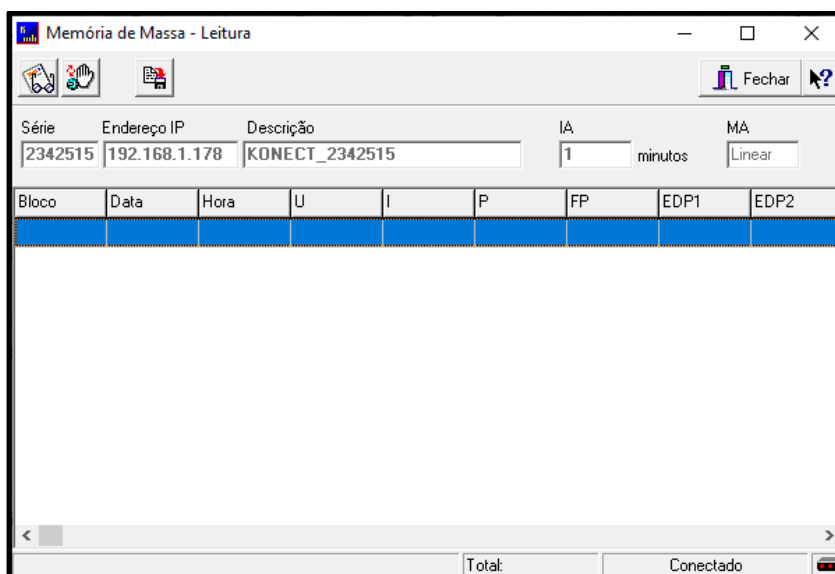 Memória de Massa - Leitura
Fechar
Série Endereço IP Descrição IA MA
2342515 192.168.1.178 KONECT_2342515 1 minutos Linear
Bloco Data Hora U I P FP EDP1 EDP2
Total: Conectado